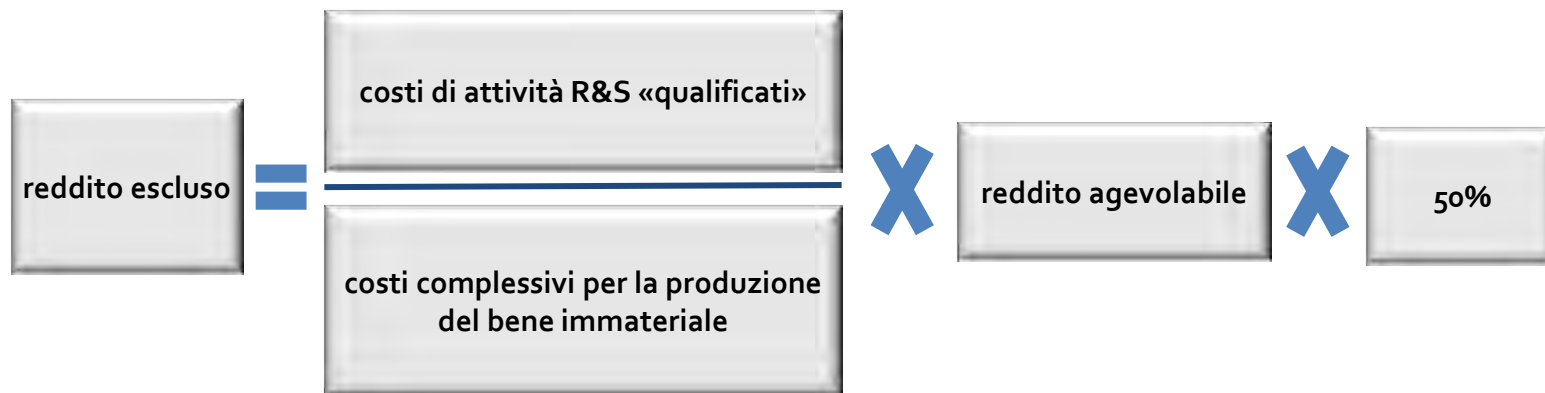 costi di attività R&S «qualificati»
reddito escluso
reddito agevolabile
50%
costi complessivi per la produzione
del bene immateriale